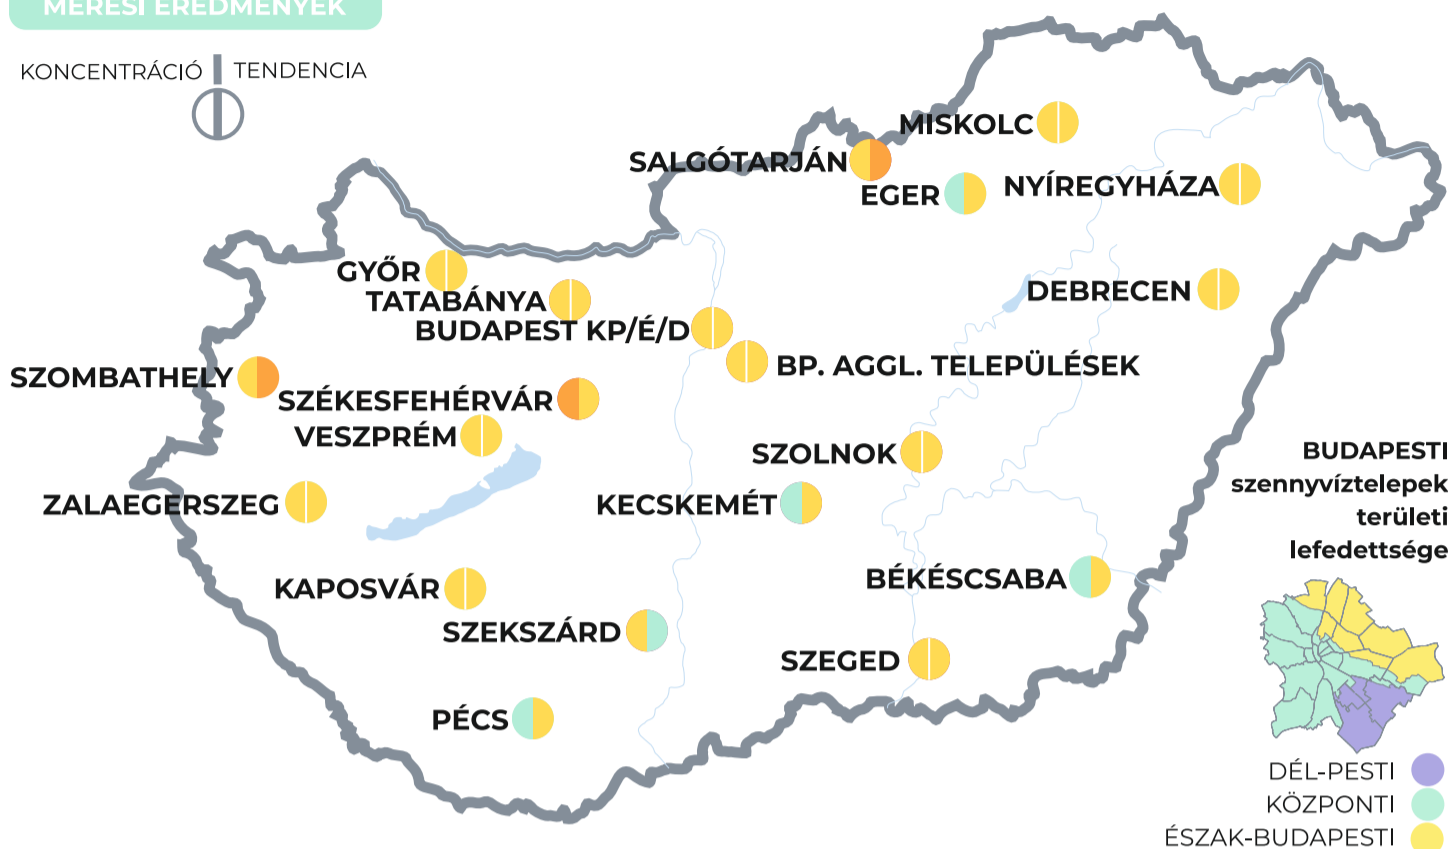 MÉRÉSI EREDMÉNYEK
KONCENTRÁCIÓ TENDENCIA
MISKOLC
SALGÓTARJÁN
EGER
NYÍREGYHÁZA
GYŐR
TATABÁNYA
DEBRECEN
BUDAPEST KP/É/D
BP. AGGL. TELEPÜLÉSEK
SZOMBATHELY
SZÉKESFEHÉRVÁR
VESZPRÉM
SZOLNOK
ZALAEGERSZEG
KECSKEMÉT
BÉKÉSCSABA
KAPOSVÁR
SZEKSZÁRD
SZEGED
PÉCS
BUDAPESTI
szennyvíztelepek
területi
lefedettsége
DÉL-PESTI
KÖZPONTI
ÉSZAK-BUDAPESTI